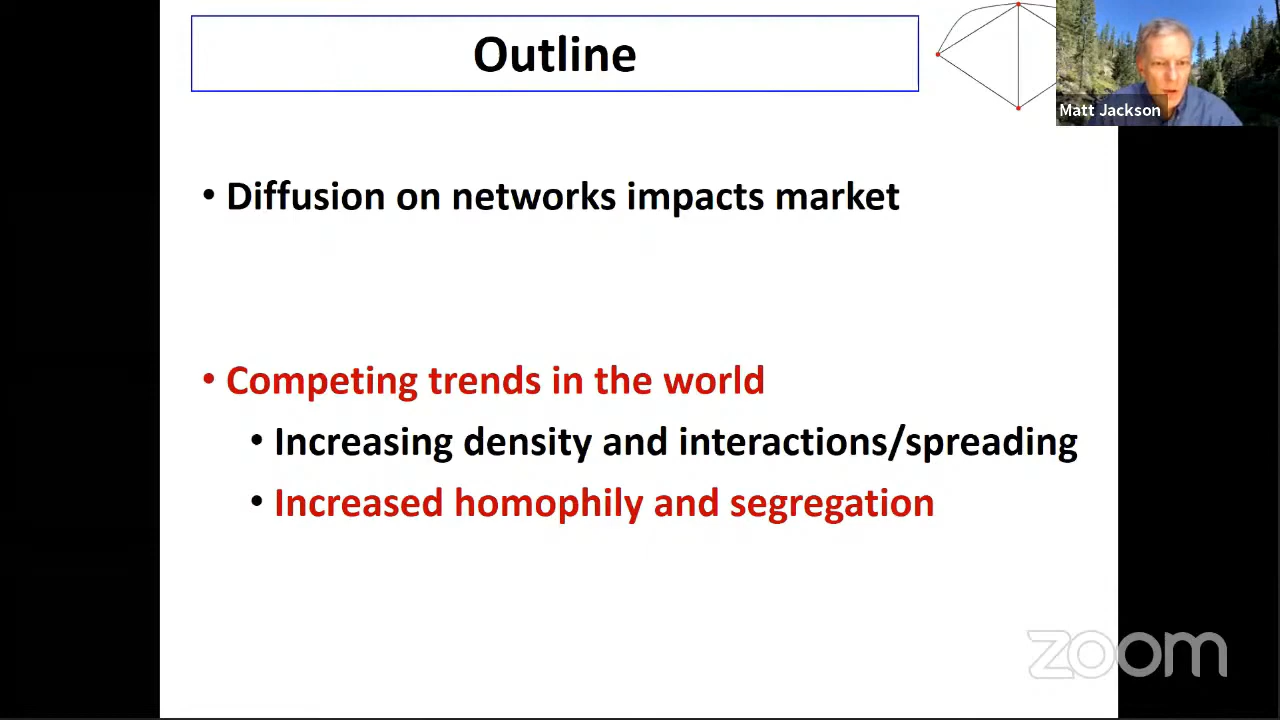 Outline
Matt Jackson
• Diffusion on networks impacts market
• Competing trends in the world
• Increasing density and interactions/spreading
• Increased homophily and segregation
zoom